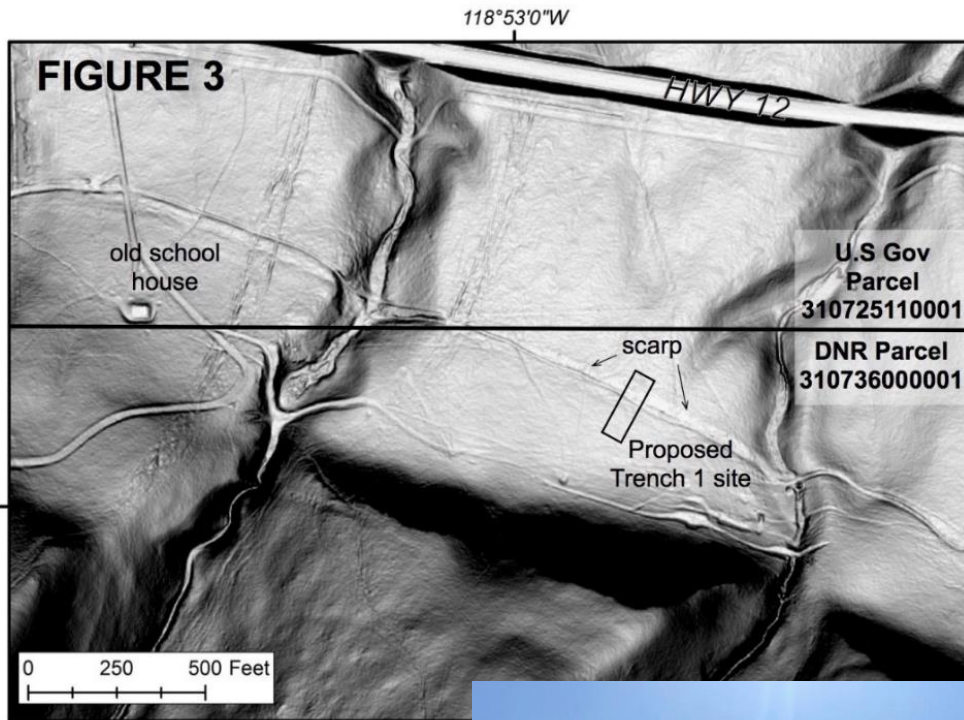 118°53'0"W
FIGURE 3
HWY 12
old school
house
U.S Gov
Parcel
310725110001
DNR Parcel
310736000001
scarp
Proposed
Trench 1 site
0 250 500 Feet